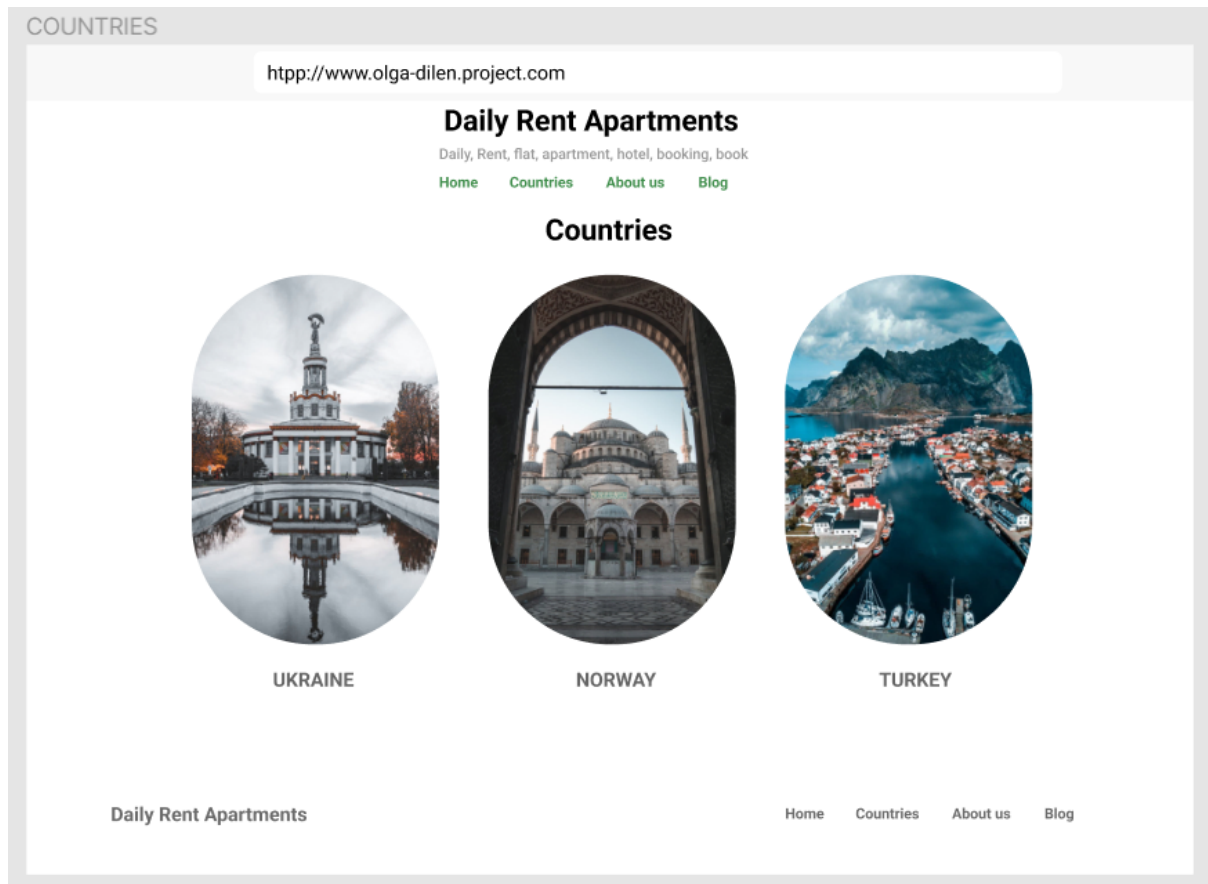 COUNTRIES
htpp://www.olga-dilen.project.com
Daily Rent Apartments
Daily, Rent, flat, apartment, hotel, booking, book
Home Countries About us Blog
Countries
UKRAINE NORWAY TURKEY
Daily Rent Apartments Home Countries About us Blog